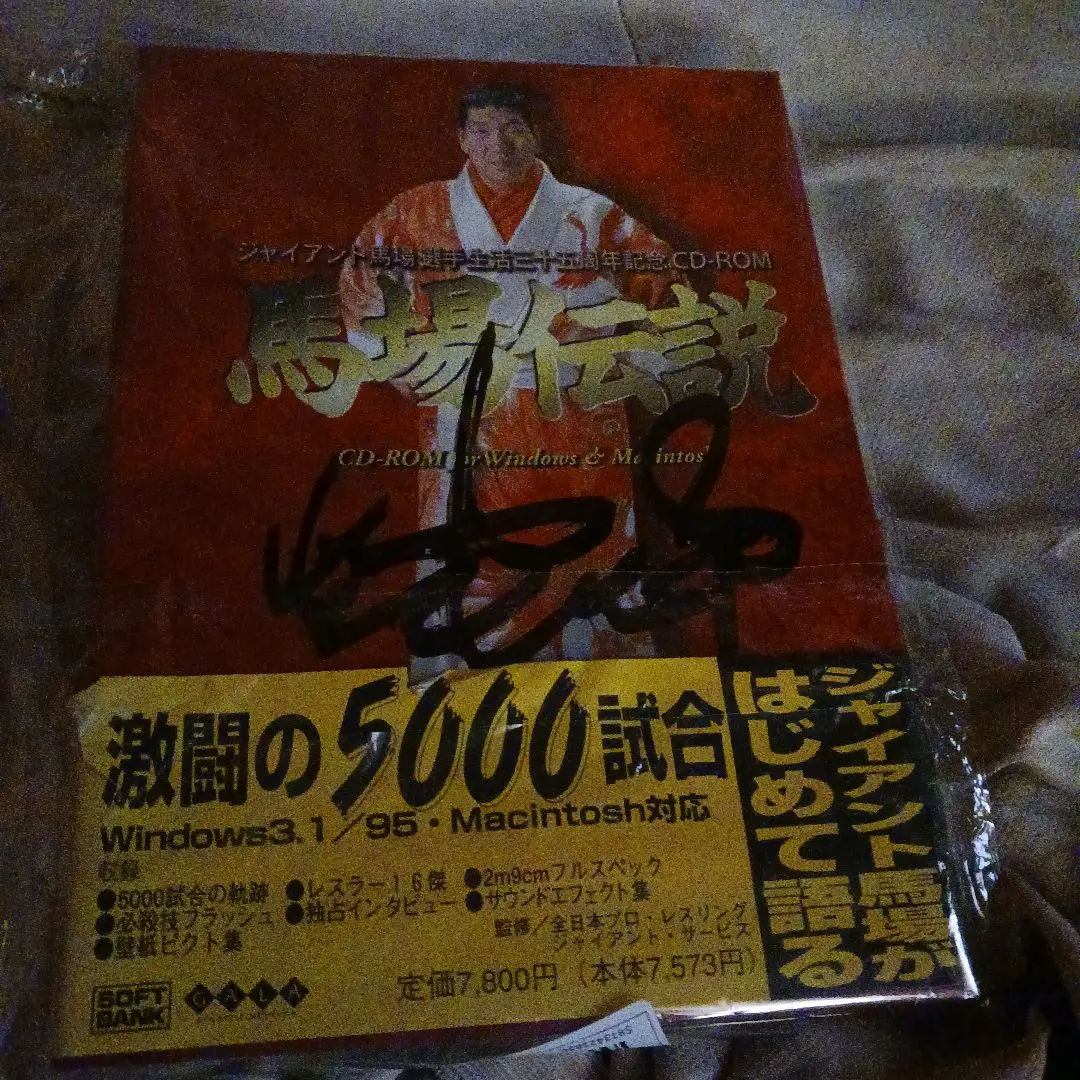 ジャイアント馬場選手生活三十五周年記念CD-ROM
馬場伝説
の
CD-ROM for Windows & Macintosh
激闘の5000試合
Windows3.1/95・Macintosh対応
収録
●5000試合の軌跡
●必殺技フラッシュ
●壁紙ピクト集
●レスラー16傑
●独占インタビュー
●2m9cmフルスペック
●サウンドエフェクト集
監修/全日本プロ・レスリング
ジャイアント・サービス
定価7,800円(本体7,573円)
ジャイアント馬場が
はじめて語る
SOFT
BANK
GALA